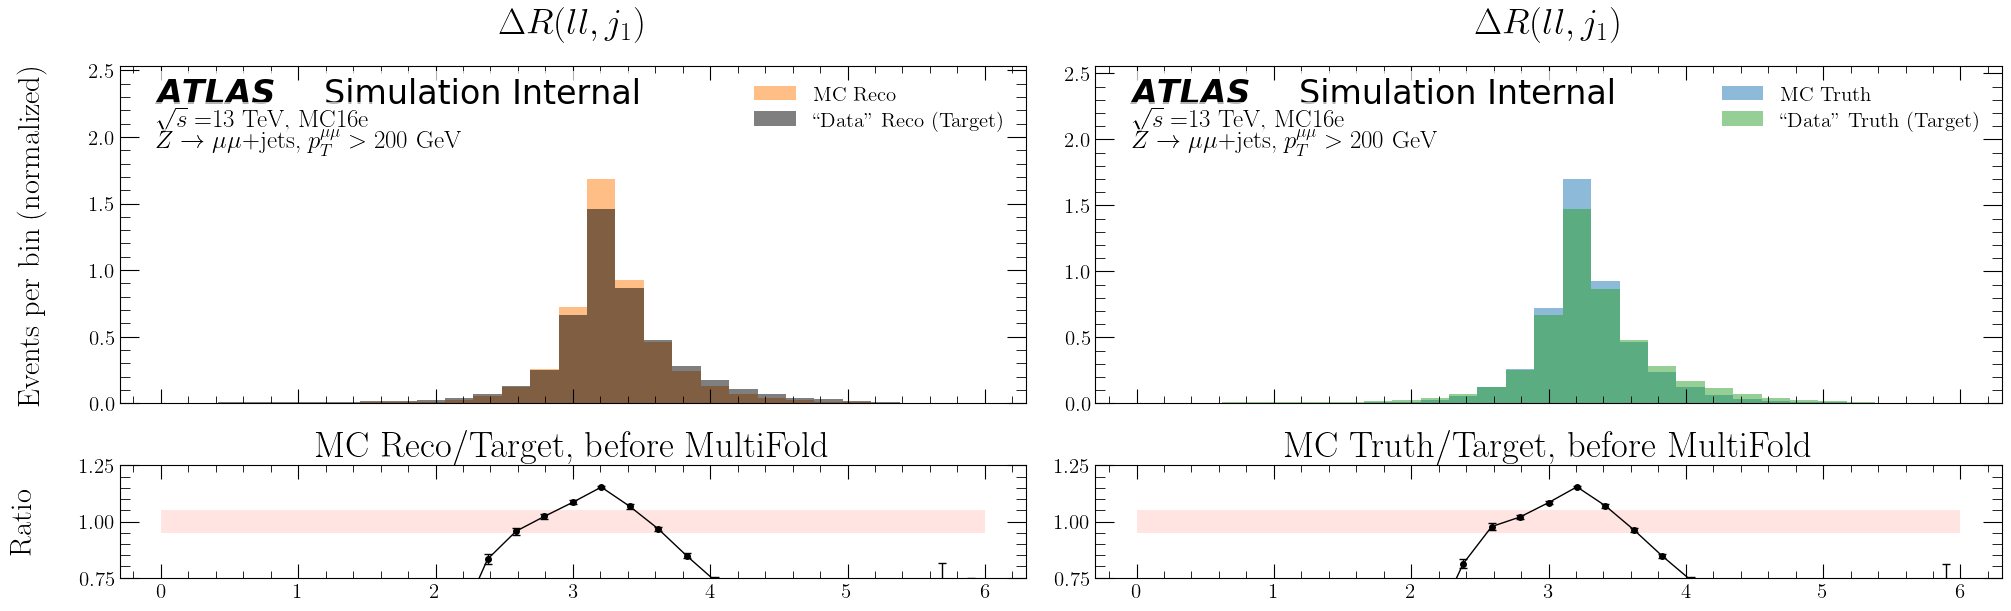 ΔR(ll, j₁)
ATLAS Simulation Internal
√s =13 TeV, MC16e
Z → μμ+jets, p_T^{μμ} > 200 GeV
MC Reco
“Data” Reco (Target)
Events per bin (normalized)
2.5
2.0
1.5
1.0
0.5
0.0
MC Reco/Target, before MultiFold
Ratio
1.25
1.00
0.75
0 1 2 3 4 5 6
ΔR(ll, j₁)
ATLAS Simulation Internal
√s =13 TeV, MC16e
Z → μμ+jets, p_T^{μμ} > 200 GeV
MC Truth
“Data” Truth (Target)
2.5
2.0
1.5
1.0
0.5
0.0
MC Truth/Target, before MultiFold
1.25
1.00
0.75
0 1 2 3 4 5 6